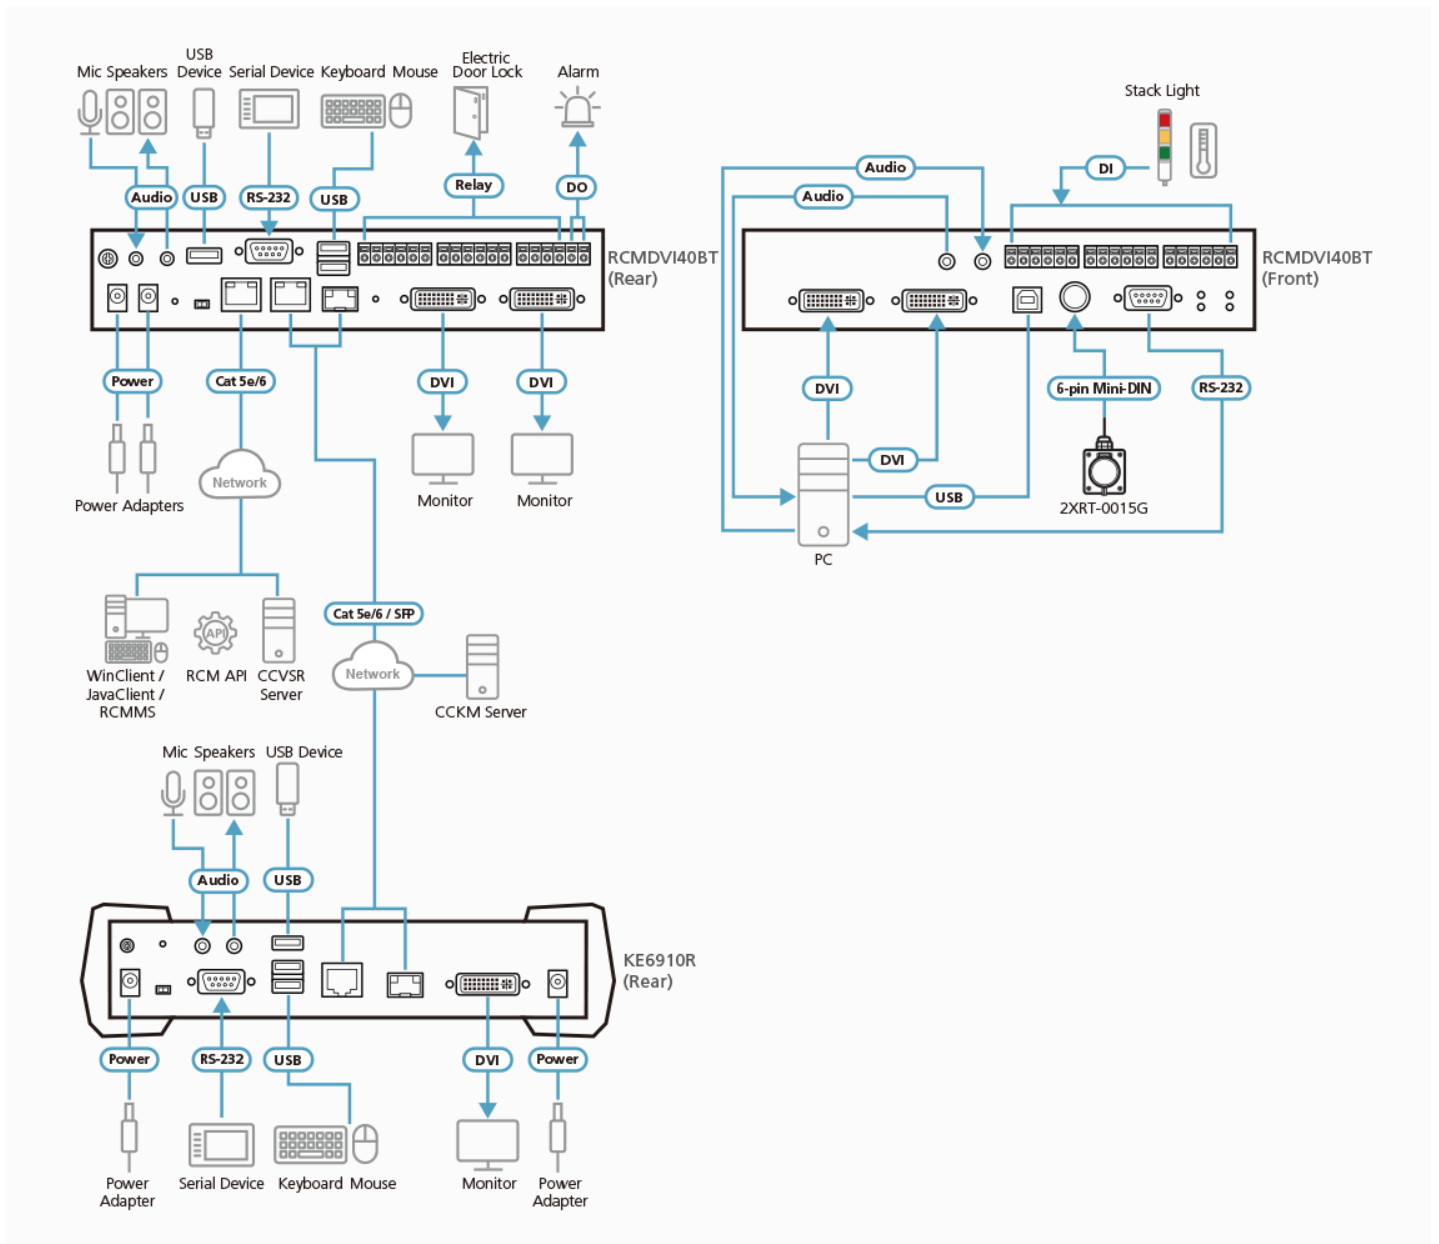 Mic Speakers
USB
Device
Serial Device
Keyboard Mouse
Electric
Door Lock
Alarm
Audio
USB
RS-232
USB
Relay
DO
RCMDVI40BT
(Rear)
Power
Cat 5e/6
DVI
DVI
Power Adapters
Network
Monitor
Monitor
Stack Light
Audio
DI
Audio
RCMDVI40BT
(Front)
DVI
6-pin Mini-DIN
RS-232
DVI
USB
2XRT-0015G
PC
Cat 5e/6 / SFP
API
Network
WinClient /
JavaClient /
RCMMS
RCM API
CCVSR
Server
CCKM Server
Mic Speakers
USB Device
Audio
USB
KE6910R
(Rear)
Power
RS-232
USB
DVI
Power
Power
Adapter
Serial Device
Keyboard Mouse
Monitor
Power
Adapter